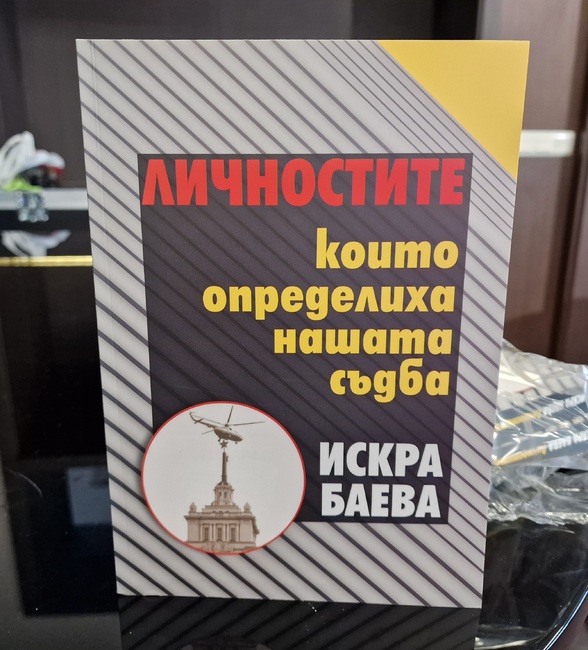 ЛИЧНОСТИТЕ
които
определиха
нашата
съдба
ИСКРА
БАЕВА